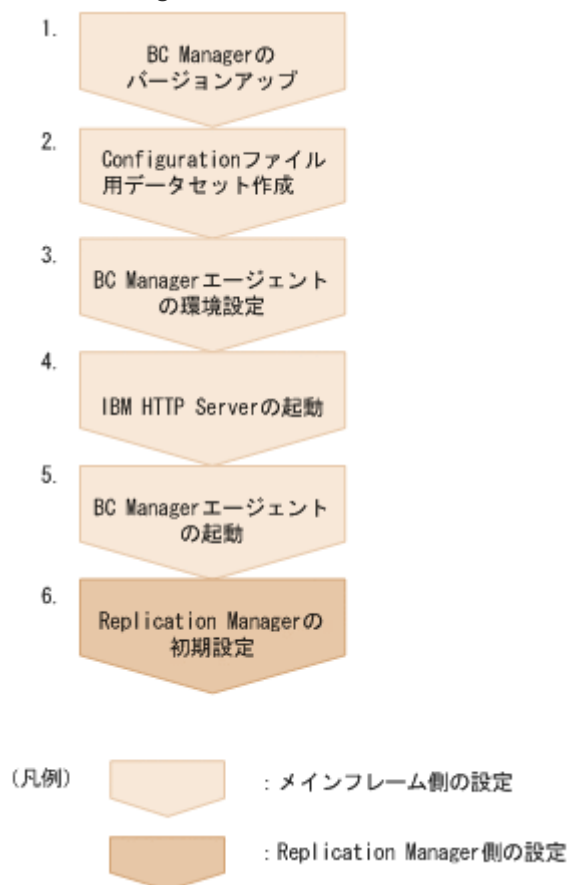 1.
BC Managerの
バージョンアップ
2.
Configurationファイル
用データセット作成
3.
BC Managerエージェント
の環境設定
4.
IBM HTTP Serverの起動
5.
BC Managerエージェント
の起動
6.
Replication Managerの
初期設定
(凡例)
：メインフレーム側の設定
：Replication Manager側の設定